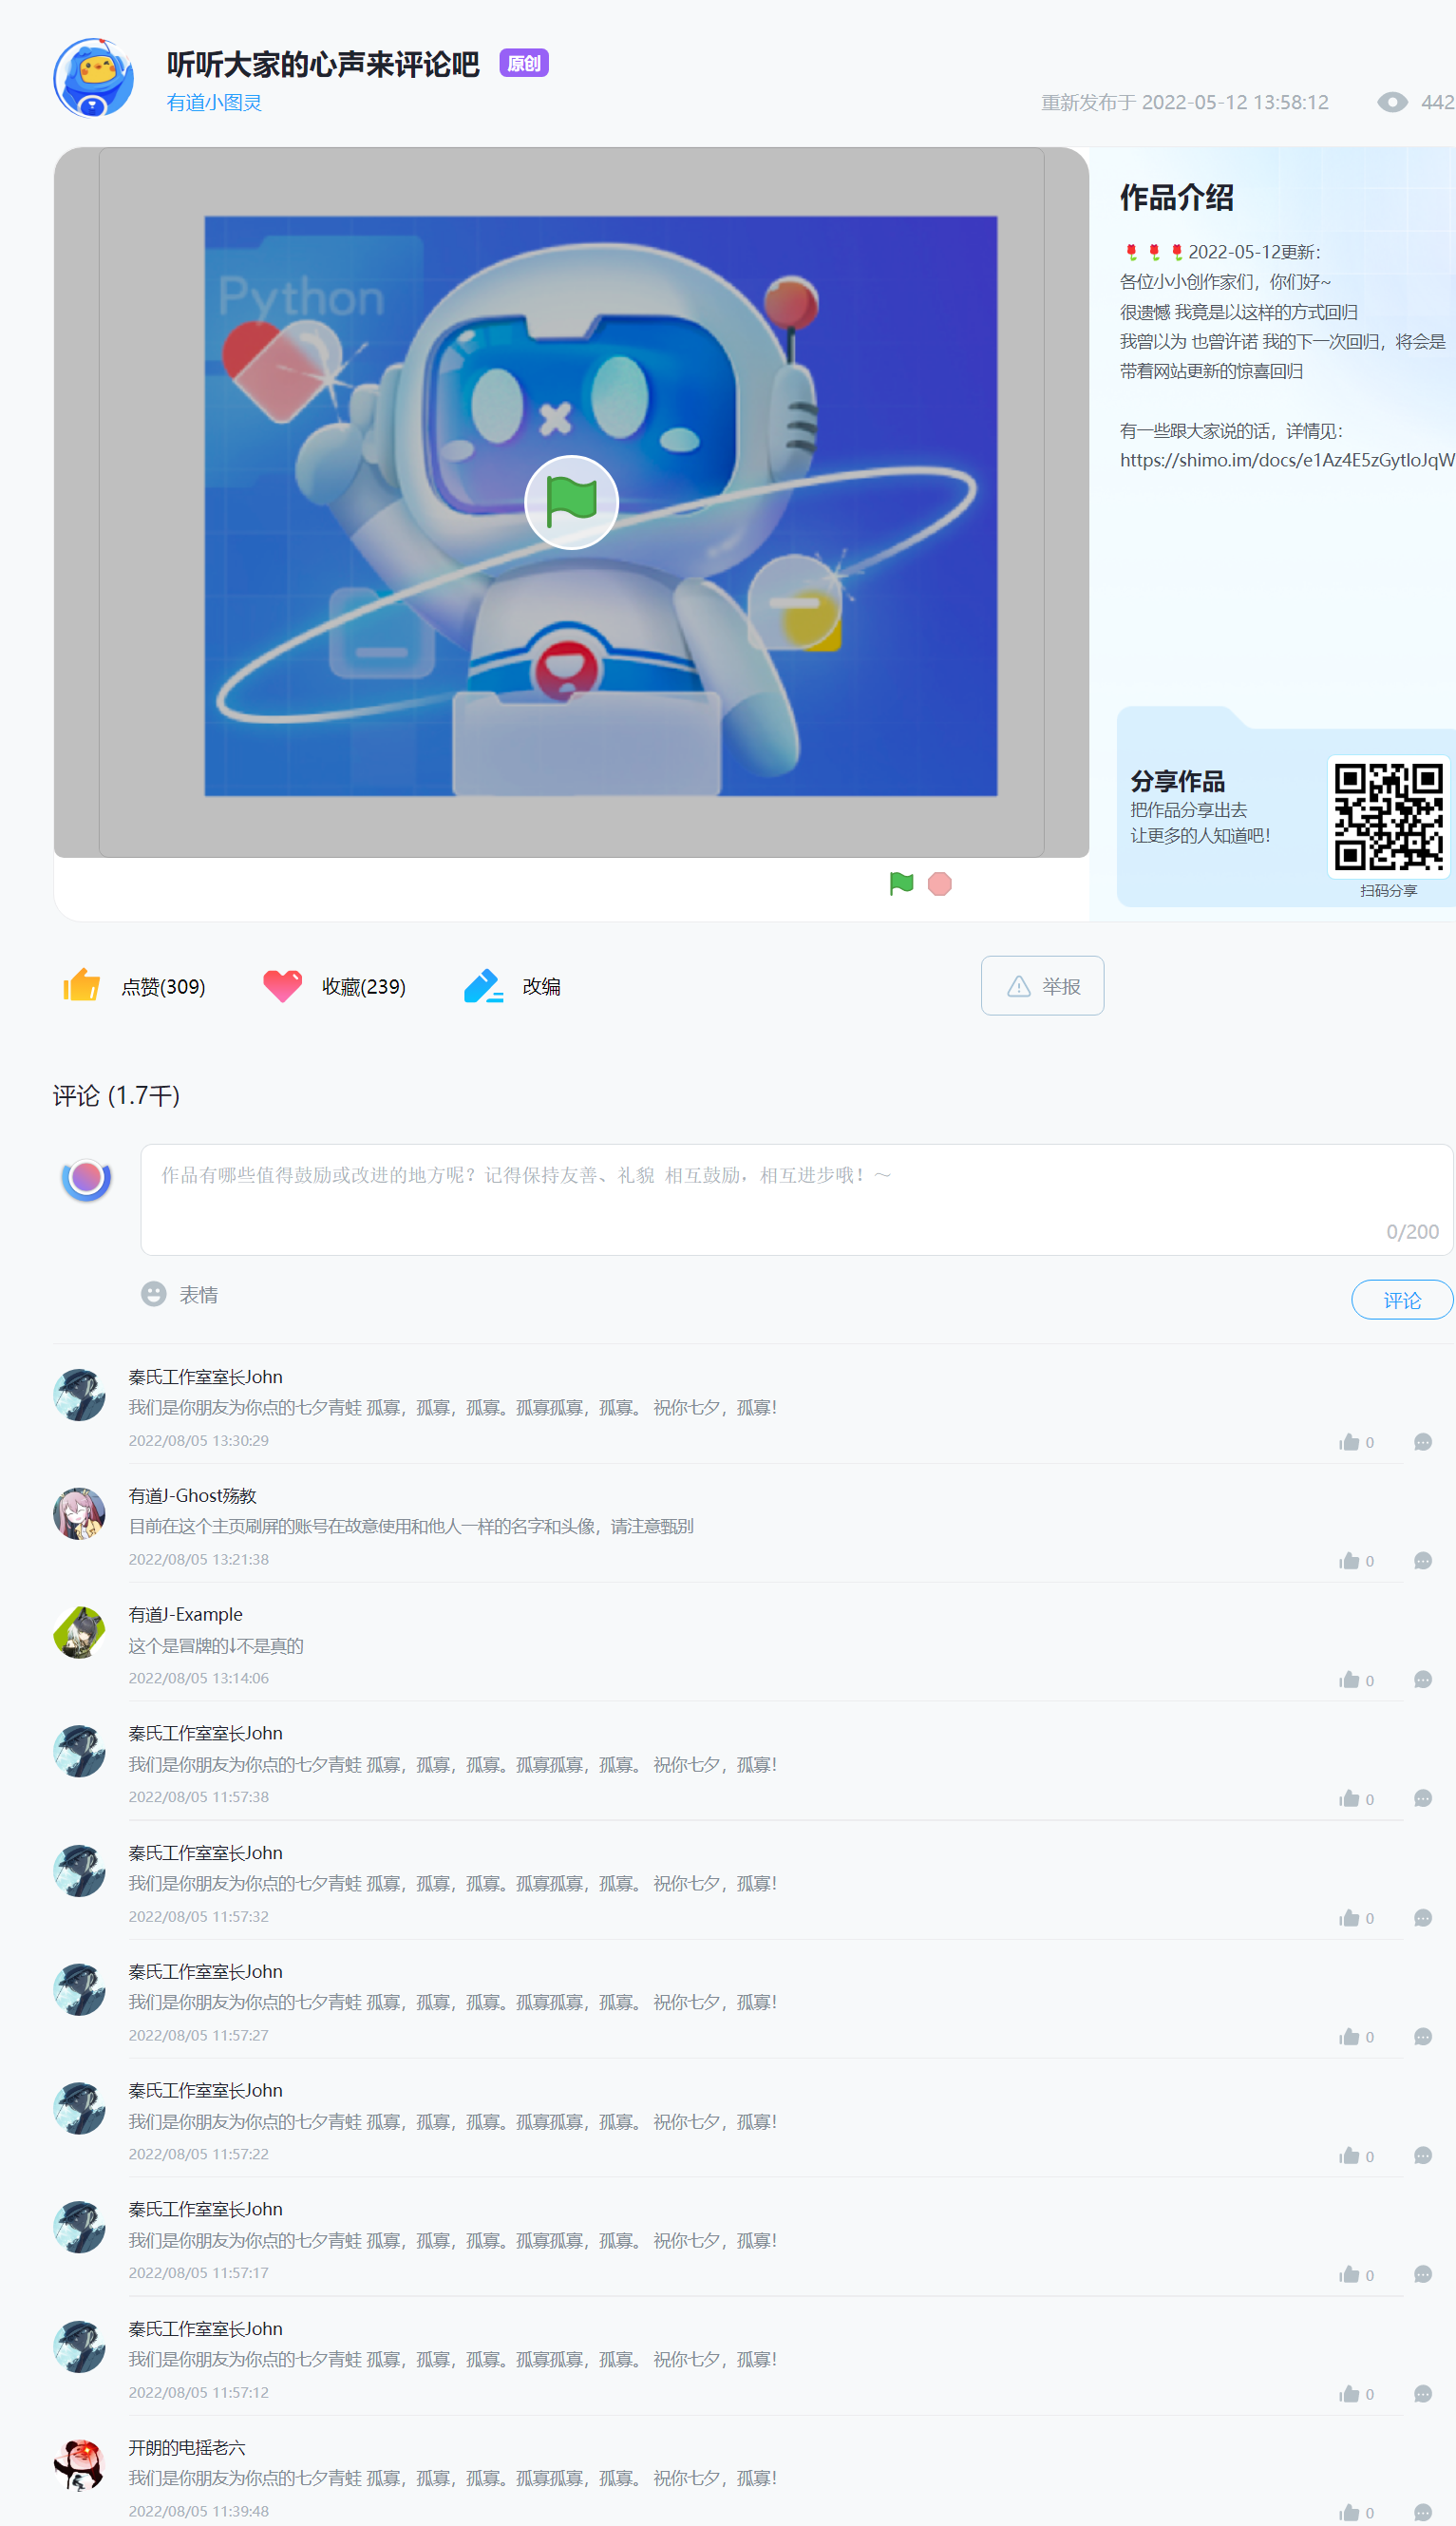 听听大家的心声来评论吧 原创
有道小图灵
重新发布于 2022-05-12 13:58:12 442
Python
作品介绍
🌹🌹🌹2022-05-12更新：
各位小小创作家们，你们好~
很遗憾 我竟是以这样的方式回归
我曾以为 也曾许诺 我的下一次回归，将会是
带着网站更新的惊喜回归
有一些跟大家说的话，详情见：
https://shimo.im/docs/e1Az4E5zGytloJqW
分享作品
把作品分享出去
让更多的人知道吧！
扫码分享
点赞(309) 收藏(239) 改编 举报
评论 (1.7千)
作品有哪些值得鼓励或改进的地方呢？记得保持友善、礼貌 相互鼓励，相互进步哦！～
0/200
表情 评论
秦氏工作室室长John
我们是你朋友为你点的七夕青蛙 孤寡，孤寡，孤寡。孤寡孤寡，孤寡。 祝你七夕，孤寡！
2022/08/05 13:30:29 0
有道J-Ghost殇教
目前在这个主页刷屏的账号在故意使用和他人一样的名字和头像，请注意甄别
2022/08/05 13:21:38 0
有道J-Example
这个是冒牌的↓不是真的
2022/08/05 13:14:06 0
秦氏工作室室长John
我们是你朋友为你点的七夕青蛙 孤寡，孤寡，孤寡。孤寡孤寡，孤寡。 祝你七夕，孤寡！
2022/08/05 11:57:38 0
秦氏工作室室长John
我们是你朋友为你点的七夕青蛙 孤寡，孤寡，孤寡。孤寡孤寡，孤寡。 祝你七夕，孤寡！
2022/08/05 11:57:32 0
秦氏工作室室长John
我们是你朋友为你点的七夕青蛙 孤寡，孤寡，孤寡。孤寡孤寡，孤寡。 祝你七夕，孤寡！
2022/08/05 11:57:27 0
秦氏工作室室长John
我们是你朋友为你点的七夕青蛙 孤寡，孤寡，孤寡。孤寡孤寡，孤寡。 祝你七夕，孤寡！
2022/08/05 11:57:22 0
秦氏工作室室长John
我们是你朋友为你点的七夕青蛙 孤寡，孤寡，孤寡。孤寡孤寡，孤寡。 祝你七夕，孤寡！
2022/08/05 11:57:17 0
秦氏工作室室长John
我们是你朋友为你点的七夕青蛙 孤寡，孤寡，孤寡。孤寡孤寡，孤寡。 祝你七夕，孤寡！
2022/08/05 11:57:12 0
开朗的电摇老六
我们是你朋友为你点的七夕青蛙 孤寡，孤寡，孤寡。孤寡孤寡，孤寡。 祝你七夕，孤寡！
2022/08/05 11:39:48 0